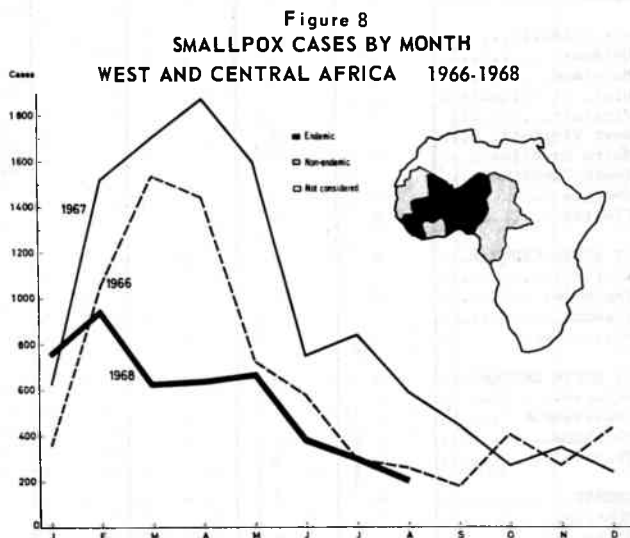 Figure 8
SMALLPOX CASES BY MONTH
WEST AND CENTRAL AFRICA 1966-1968
Cases
1800
1600
1400
1200
1000
800
600
400
200
0
1967
1966
1968
Endemic
Non-endemic
Not considered
J F M A M J J A S O N D